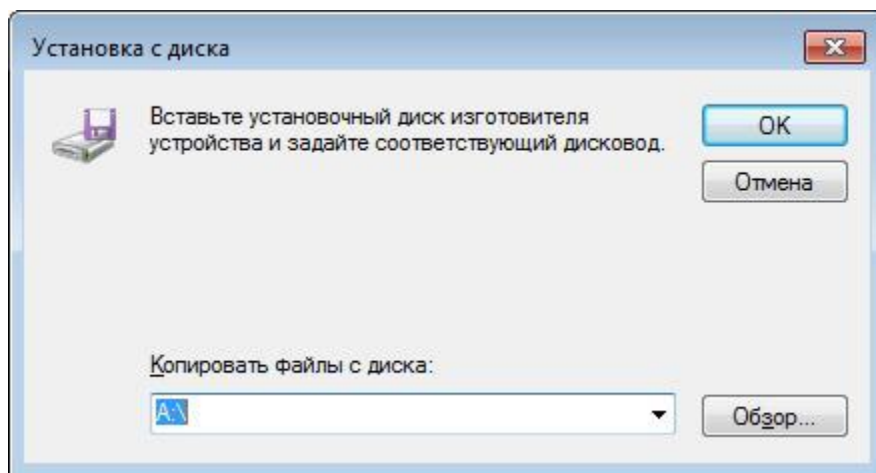 Установка с диска
Вставьте установочный диск изготовителя
устройства и задайте соответствующий дисковод.
OK
Отмена
Копировать файлы с диска:
A:\
Обзор...